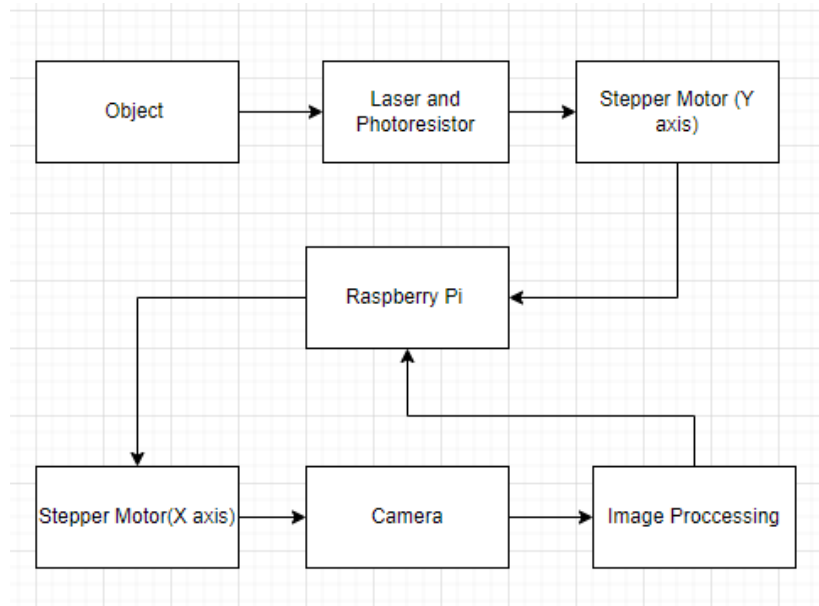 Object
Laser and
Photoresistor
Stepper Motor (Y
axis)
Raspberry Pi
Stepper Motor(X axis)
Camera
Image Proccessing